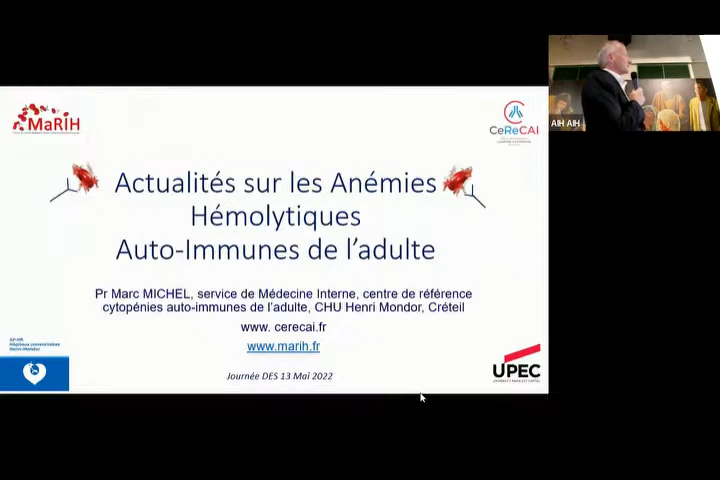 MaRIH
CeReCAI
AIH AIH
Actualités sur les Anémies
Hémolytiques
Auto-Immunes de l'adulte
Pr Marc MICHEL, service de Médecine Interne, centre de référence
cytopénies auto-immunes de l'adulte, CHU Henri Mondor, Créteil
www. cerecai.fr
www.marih.fr
Journée DES 13 Mai 2022
UPEC